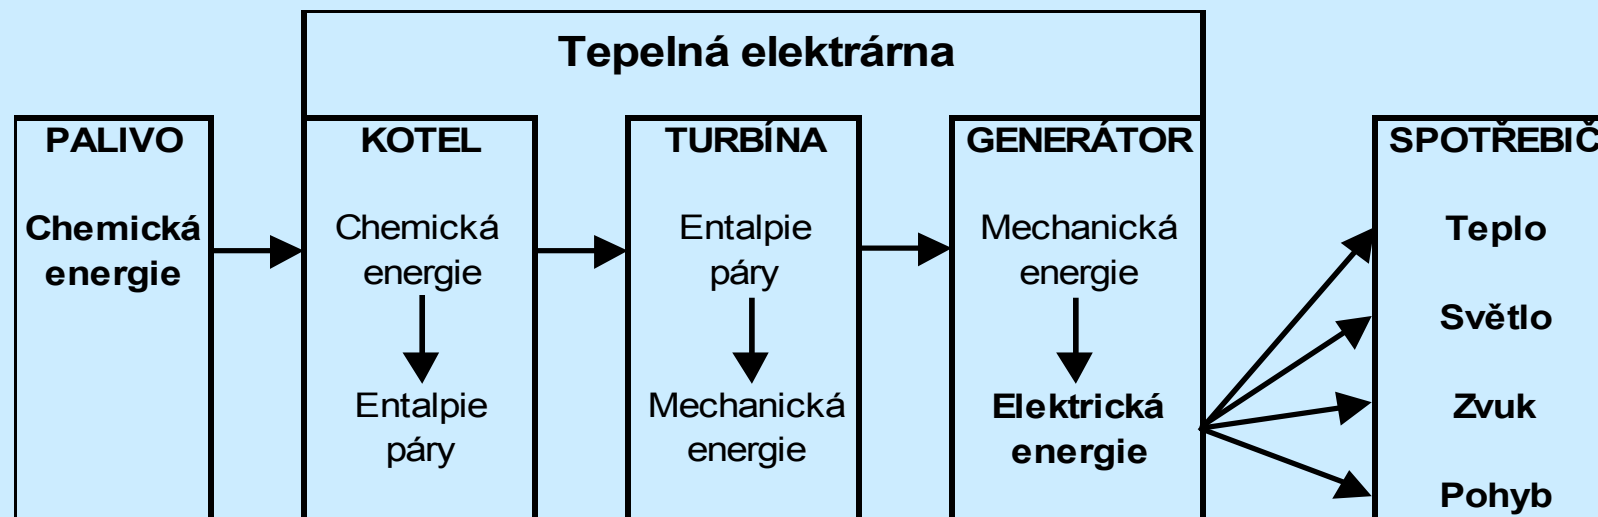 Tepelná elektrárna
PALIVO
Chemická
energie
KOTEL
Chemická
energie
Entalpie
páry
TURBÍNA
Entalpie
páry
Mechanická
energie
GENERÁTOR
Mechanická
energie
Elektrická
energie
SPOTŘEBIČ
Teplo
Světlo
Zvuk
Pohyb